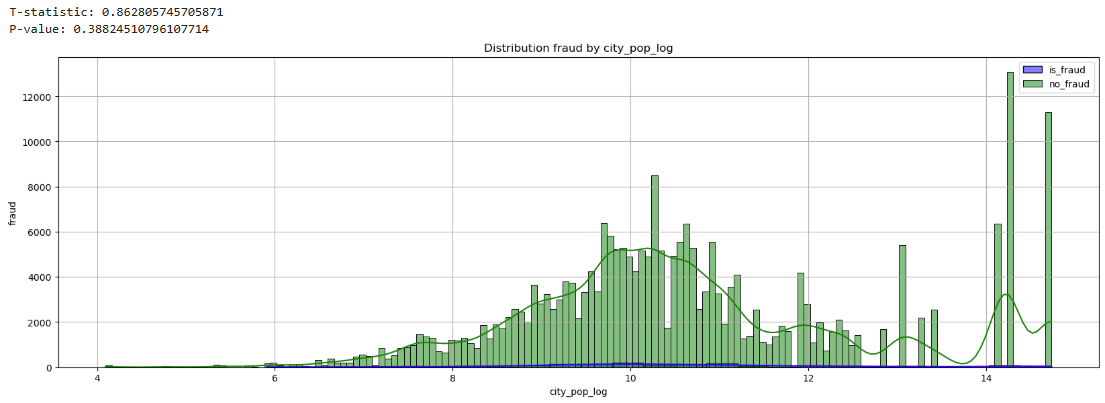 T-statistic: 0.862805745705871
P-value: 0.38824510796107714
Distribution fraud by city_pop_log
is_fraud
no_fraud
12000
10000
8000
6000
4000
2000
0
fraud
4 6 8 10 12 14
city_pop_log